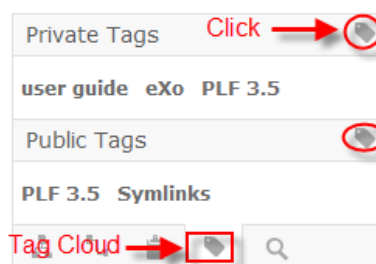 Private Tags Click
user guide eXo PLF 3.5
Public Tags
PLF 3.5 Symlinks
Tag Cloud